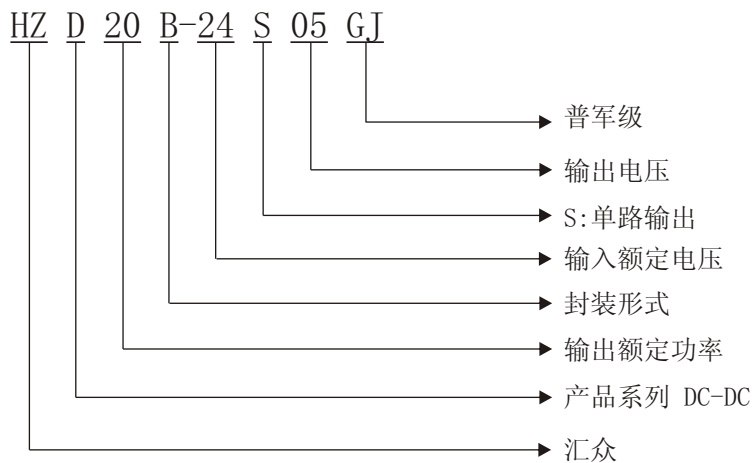 HZ D 20 B-24 S 05 GJ
普军级
输出电压
S:单路输出
输入额定电压
封装形式
输出额定功率
产品系列 DC-DC
汇众